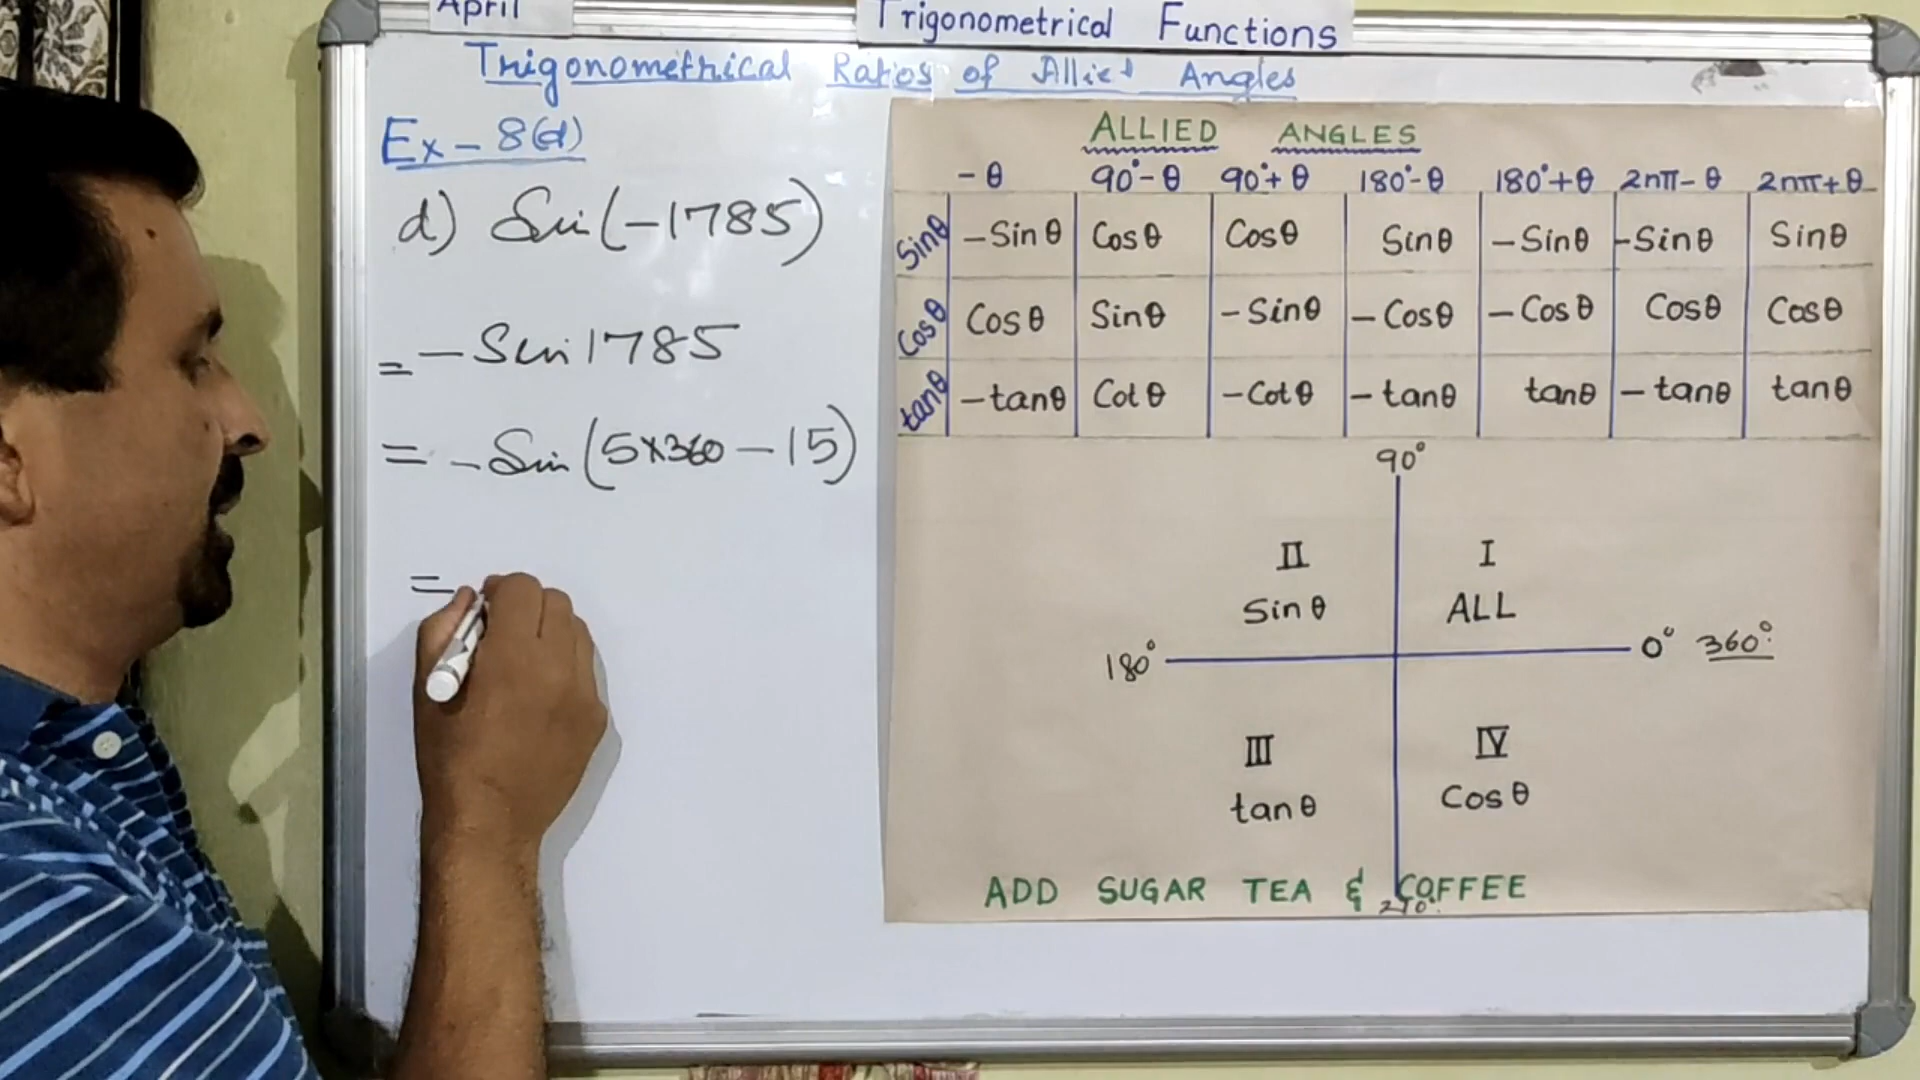 April
Trigonometrical Functions
Trigonometrical Ratios of Allied Angles
Ex - 8(d)
d) Sin(-1785)
= - Sin 1785
= - Sin (5x360 - 15)
=
ALLIED ANGLES
-θ 90°-θ 90°+θ 180°-θ 180°+θ 2nπ-θ 2nπ+θ
Sinθ -Sinθ Cosθ Cosθ Sinθ -Sinθ -Sinθ Sinθ
Cosθ Cosθ Sinθ -Sinθ -Cosθ -Cosθ Cosθ Cosθ
tanθ -tanθ Cotθ -Cotθ -tanθ tanθ -tanθ tanθ
90°
II I
Sinθ ALL
180° 0° 360°
III IV
tanθ Cosθ
ADD SUGAR TEA & COFFEE
270°